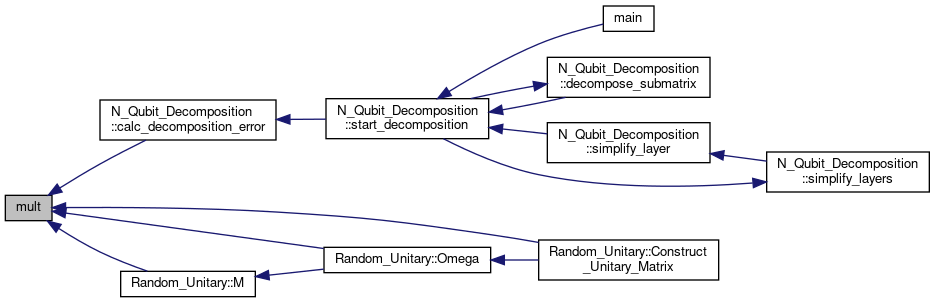 main
N_Qubit_Decomposition
::decompose_submatrix
N_Qubit_Decomposition
::calc_decomposition_error
N_Qubit_Decomposition
::start_decomposition
N_Qubit_Decomposition
::simplify_layer
N_Qubit_Decomposition
::simplify_layers
mult
Random_Unitary::Omega
Random_Unitary::Construct
_Unitary_Matrix
Random_Unitary::M